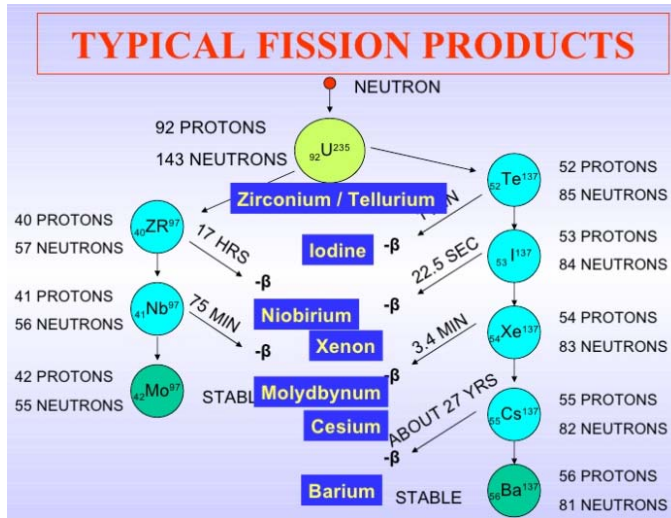 TYPICAL FISSION PRODUCTS
NEUTRON
92 PROTONS
143 NEUTRONS
92U235
Zirconium / Tellurium
52Te137
52 PROTONS
85 NEUTRONS
40 PROTONS
57 NEUTRONS
40ZR97
17 HRS
-β
Iodine
-β
22.5 SEC
53I137
53 PROTONS
84 NEUTRONS
41 PROTONS
56 NEUTRONS
41Nb97
75 MIN
-β
Niobirium
-β
Xenon
3.4 MIN
54Xe137
54 PROTONS
83 NEUTRONS
42 PROTONS
55 NEUTRONS
42Mo97
Molydbynum
-β
Cesium
ABOUT 27 YRS
55Cs137
55 PROTONS
82 NEUTRONS
-β
Barium
STABLE
56Ba137
56 PROTONS
81 NEUTRONS